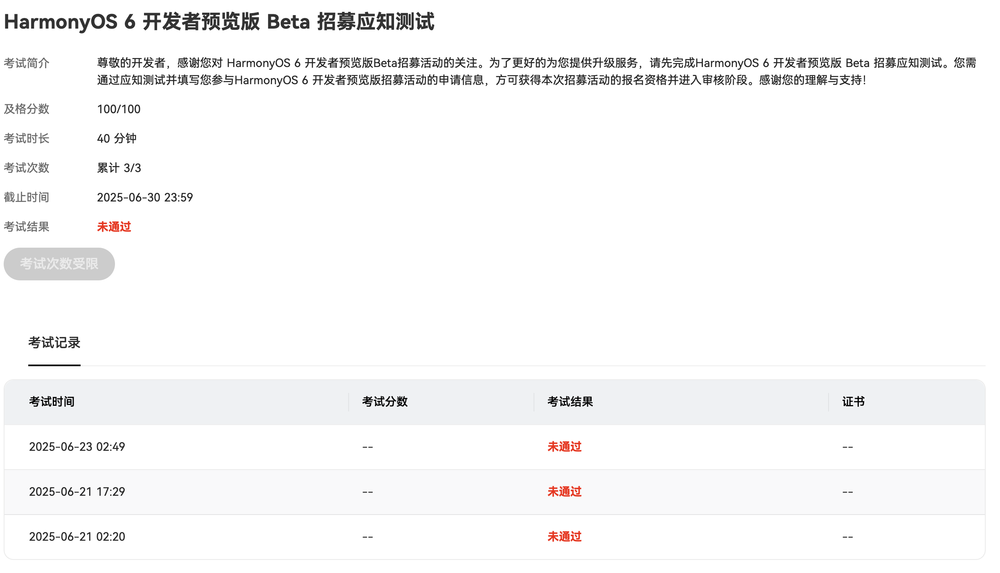 HarmonyOS 6 开发者预览版 Beta 招募应知测试
考试简介 尊敬的开发者，感谢您对 HarmonyOS 6 开发者预览版Beta招募活动的关注。为了更好的为您提供升级服务，请先完成HarmonyOS 6 开发者预览版 Beta 招募应知测试。您需
通过应知测试并填写您参与HarmonyOS 6 开发者预览版招募活动的申请信息，方可获得本次招募活动的报名资格并进入审核阶段。感谢您的理解与支持！
及格分数 100/100
考试时长 40 分钟
考试次数 累计 3/3
截止时间 2025-06-30 23:59
考试结果 未通过
考试次数受限
考试记录
考试时间 考试分数 考试结果 证书
2025-06-23 02:49 -- 未通过 --
2025-06-21 17:29 -- 未通过 --
2025-06-21 02:20 -- 未通过 --